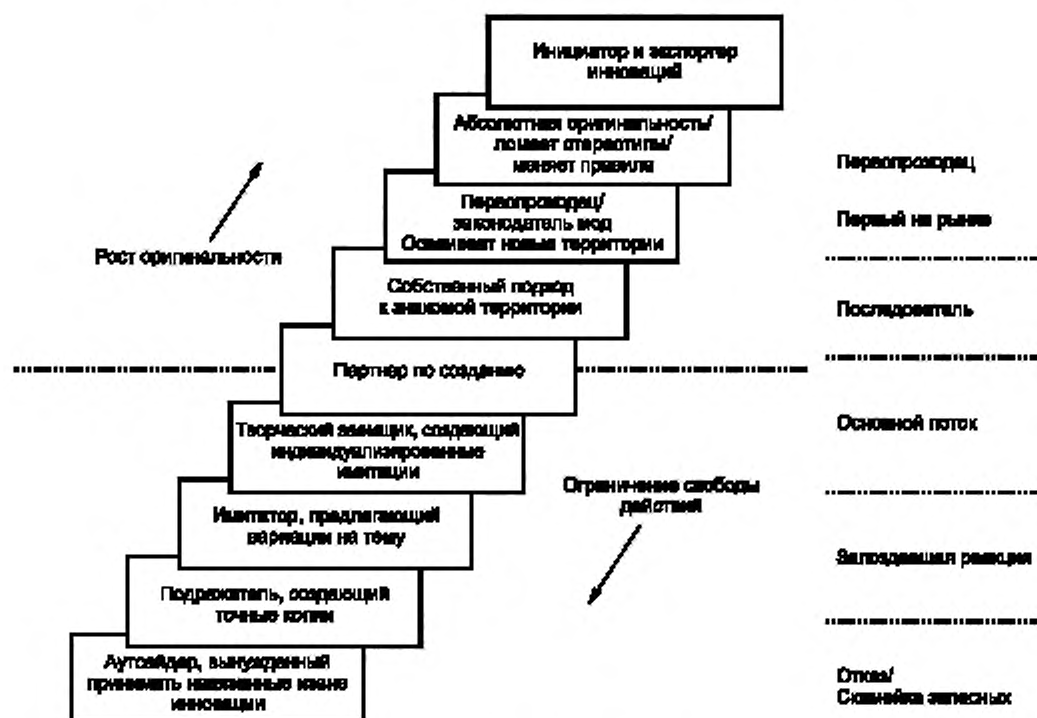 Инициатор и экспортер
инноваций
Абсолютная оригинальность/
ломает стереотипы/
меняет правила
Первопроходец
Первопроходец/
законодатель мод
Осваивает новые территории
Первый на рынке
Рост оригинальности
Собственный подход
к знакомой территории
Последователь
Партнер по созданию
Творческий заимщик, создающий
индивидуализированные
имитации
Основной поток
Ограничение свободы
действий
Имитатор, предлагающий
вариации на тему
Запоздавшая реакция
Подражатель, создающий
точные копии
Аутсайдер, вынужденный
принимать навязанные извне
инновации
Отказ/
Скамейка запасных